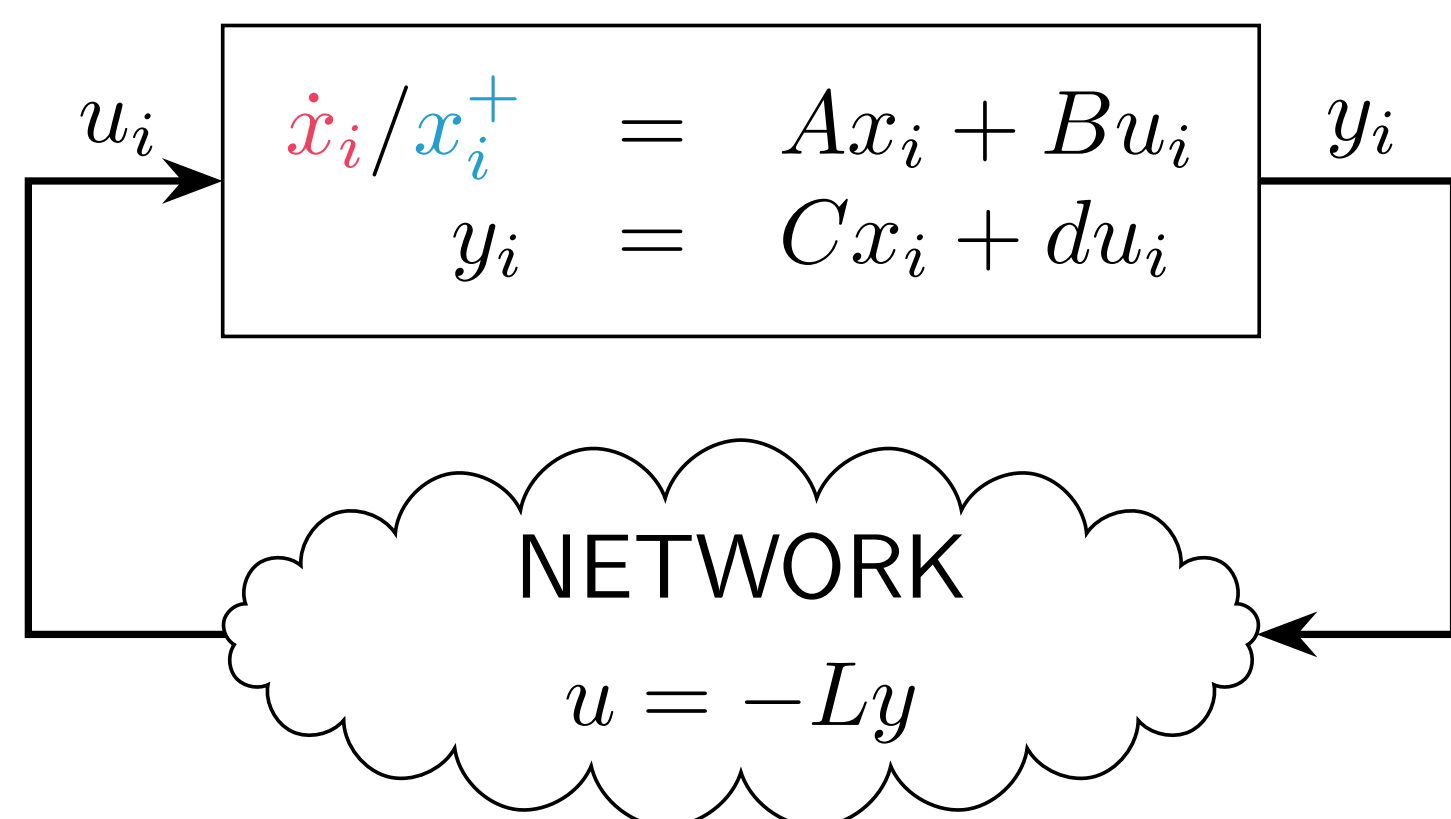 u_i
ẋ_i/x_i^+ = Ax_i + Bu_i
y_i = Cx_i + du_i
y_i
NETWORK
u = −Ly